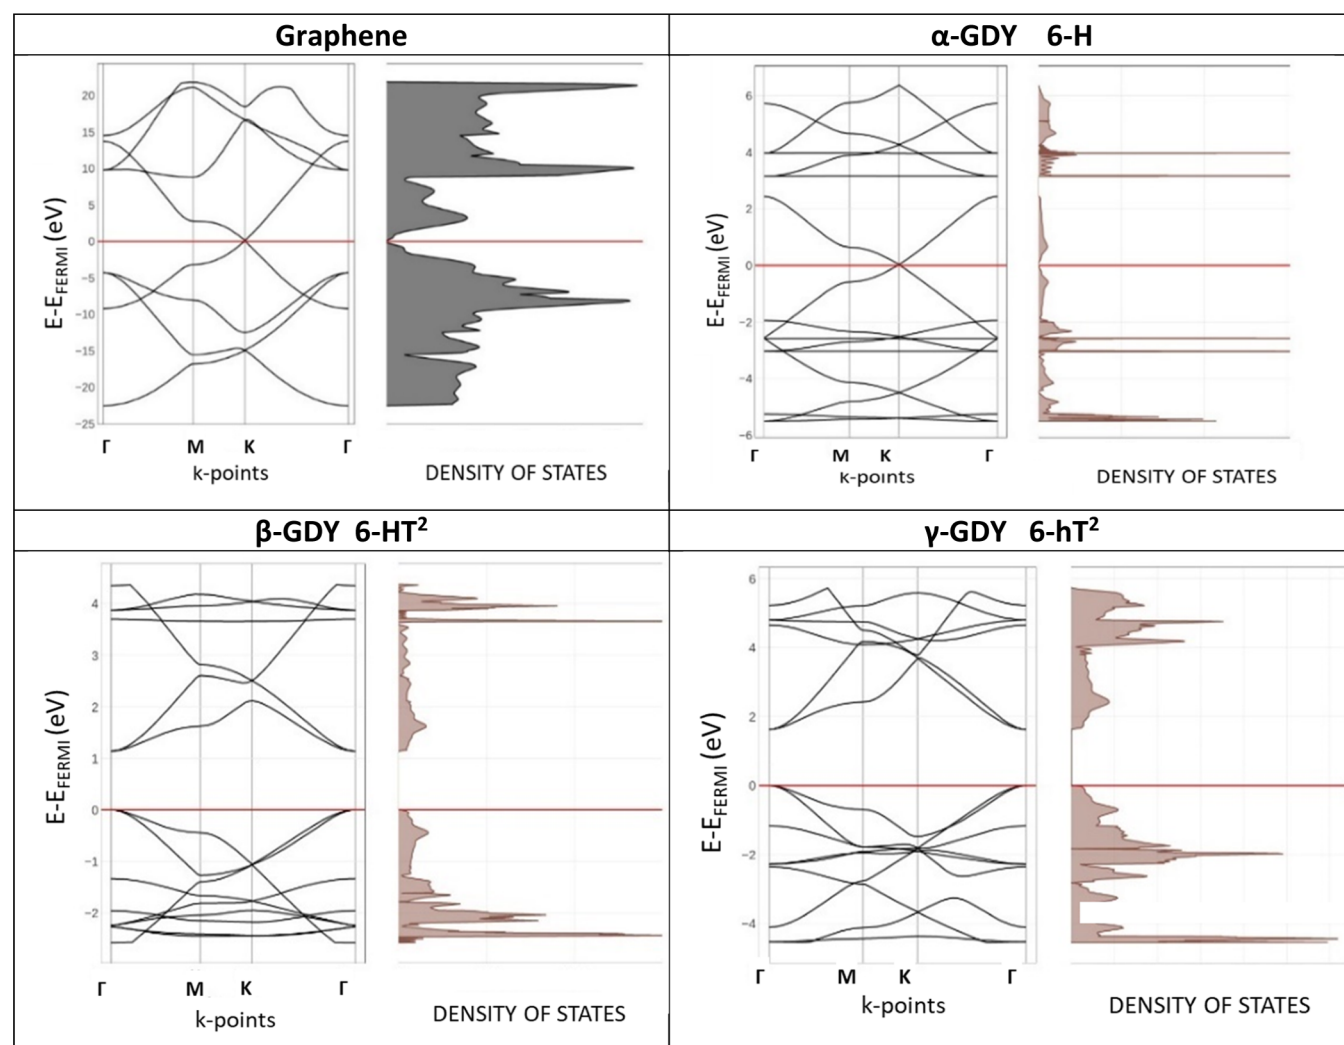 Graphene
α-GDY 6-H
E-EFERMI (eV)
20
15
10
5
0
−5
−10
−15
−20
−25
Γ M K Γ
k-points
DENSITY OF STATES
E-EFERMI (eV)
6
4
2
0
−2
−4
−6
Γ M K Γ
k-points
DENSITY OF STATES
β-GDY 6-HT²
γ-GDY 6-hT²
E-EFERMI (eV)
4
3
2
1
0
−1
−2
Γ M K Γ
k-points
DENSITY OF STATES
E-EFERMI (eV)
6
4
2
0
−2
−4
Γ M K Γ
k-points
DENSITY OF STATES